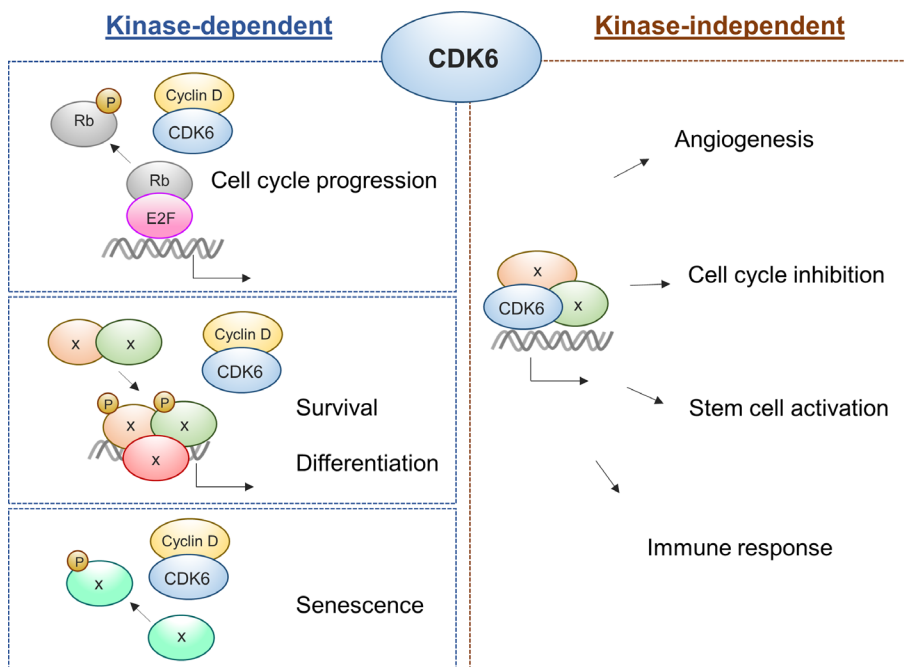 Kinase-dependent
CDK6
Kinase-independent
P
Rb
Cyclin D
CDK6
Rb
E2F
Cell cycle progression
x
x
Cyclin D
CDK6
P
P
x
x
x
Survival
Differentiation
P
x
Cyclin D
CDK6
x
Senescence
Angiogenesis
x
CDK6
x
Cell cycle inhibition
Stem cell activation
Immune response